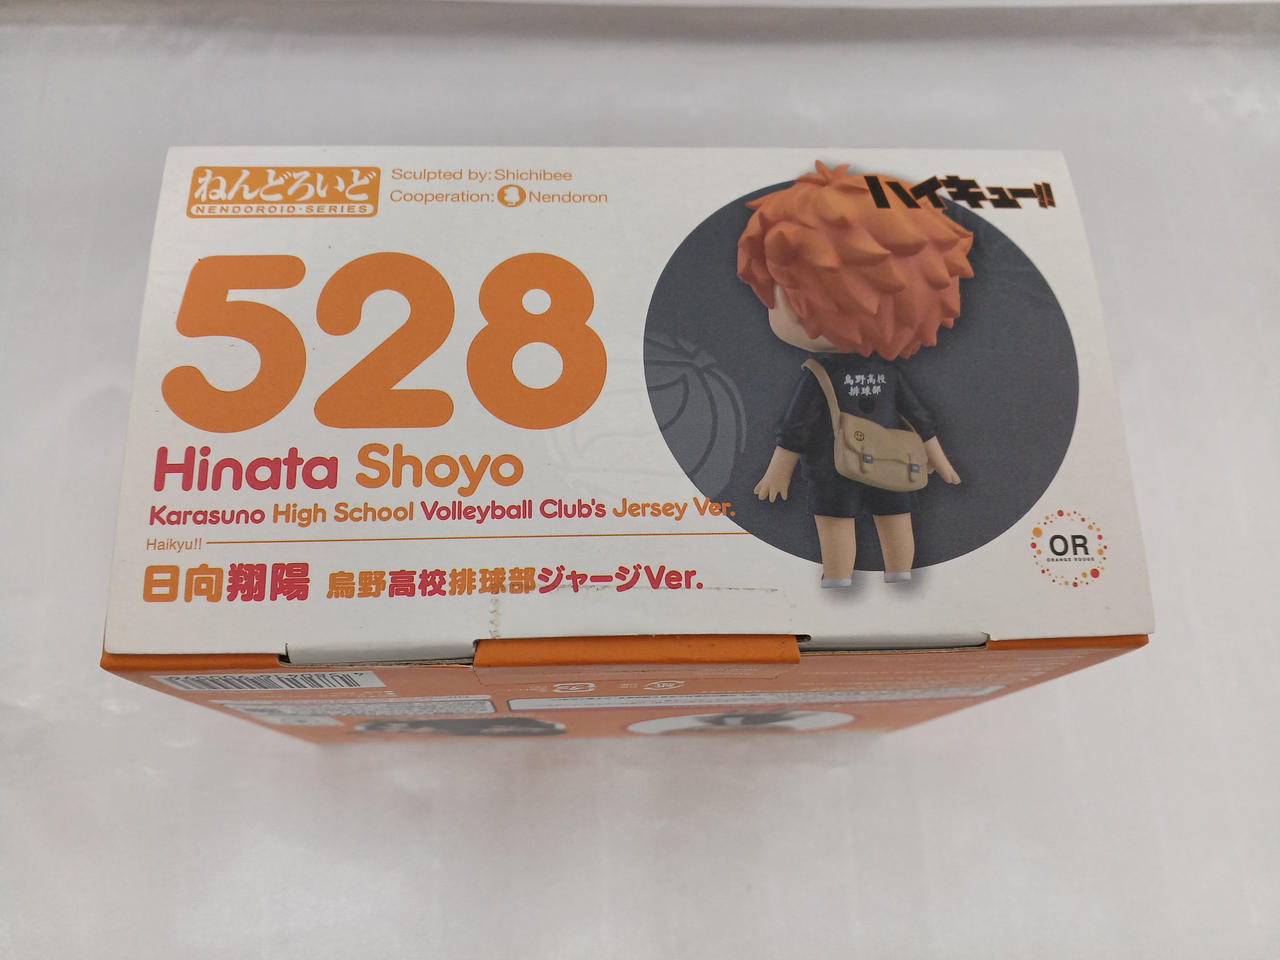 ねんどろいど
NENDOROID・SERIES
Sculpted by: Shichibee
Cooperation: Nendoron
ハイキュー!!
528
烏野高校
排球部
Hinata Shoyo
Karasuno High School Volleyball Club's Jersey Ver.
Haikyu!!
日向翔陽 烏野高校排球部ジャージVer.
OR
ORANGE ROUGE